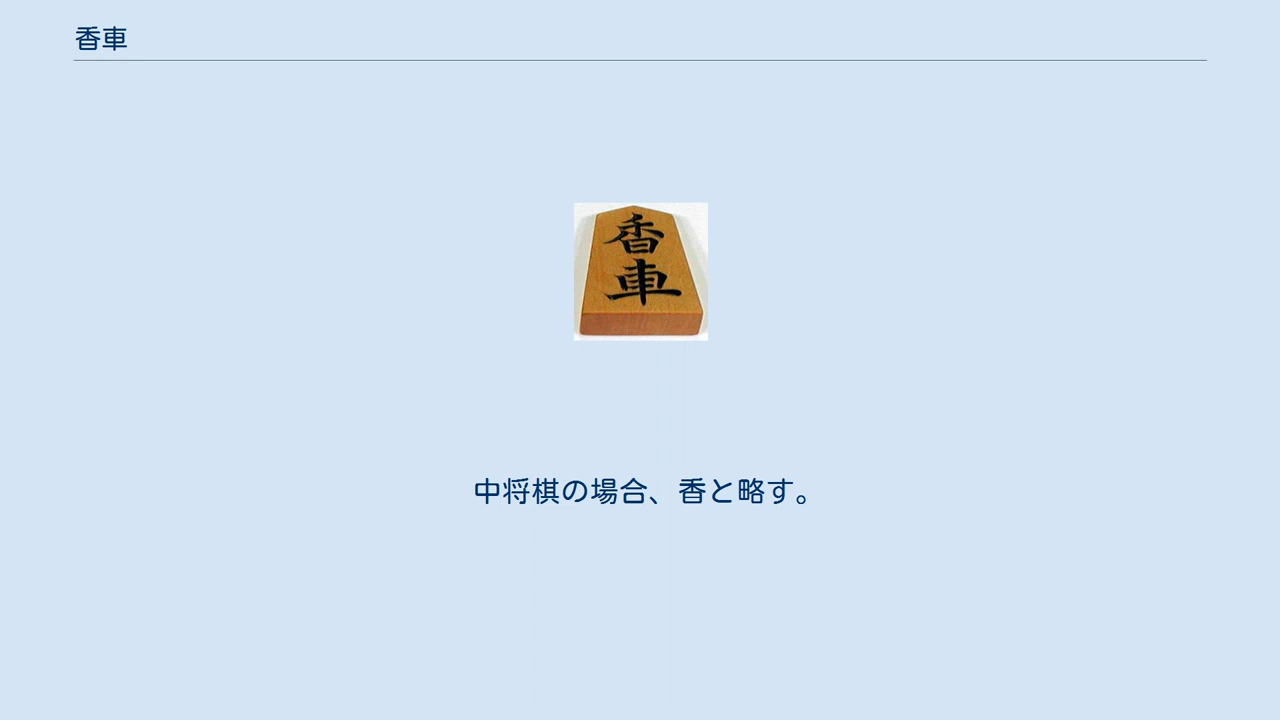 香車
香
車
中将棋の場合、香と略す。